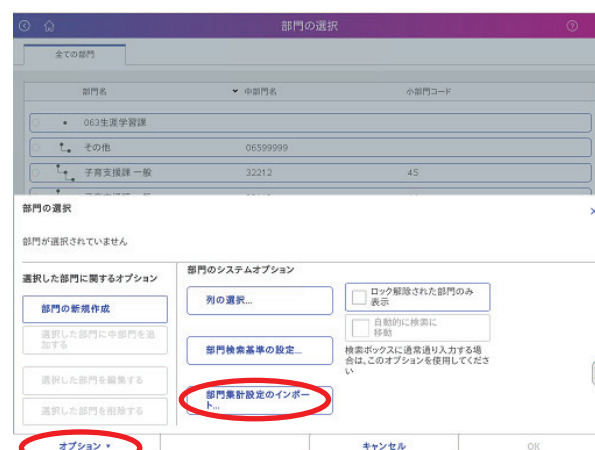 部門の選択
全ての部門
部門名 中部門名 小部門コード
063生涯学習課
その他 06599999
子育支援課 一般 32212 45
部門の選択
部門が選択されていません
選択した部門に関するオプション
部門の新規作成
選択した部門に中部門を追
加する
選択した部門を編集する
選択した部門を削除する
部門のシステムオプション
列の選択...
部門検索基準の設定...
部門集計設定のインポー
ト...
ロック解除された部門のみ
表示
自動的に検索に
移動
検索ボックスに通常通り入力する場
合は、このオプションを使用してくださ
い
オプション キャンセル OK